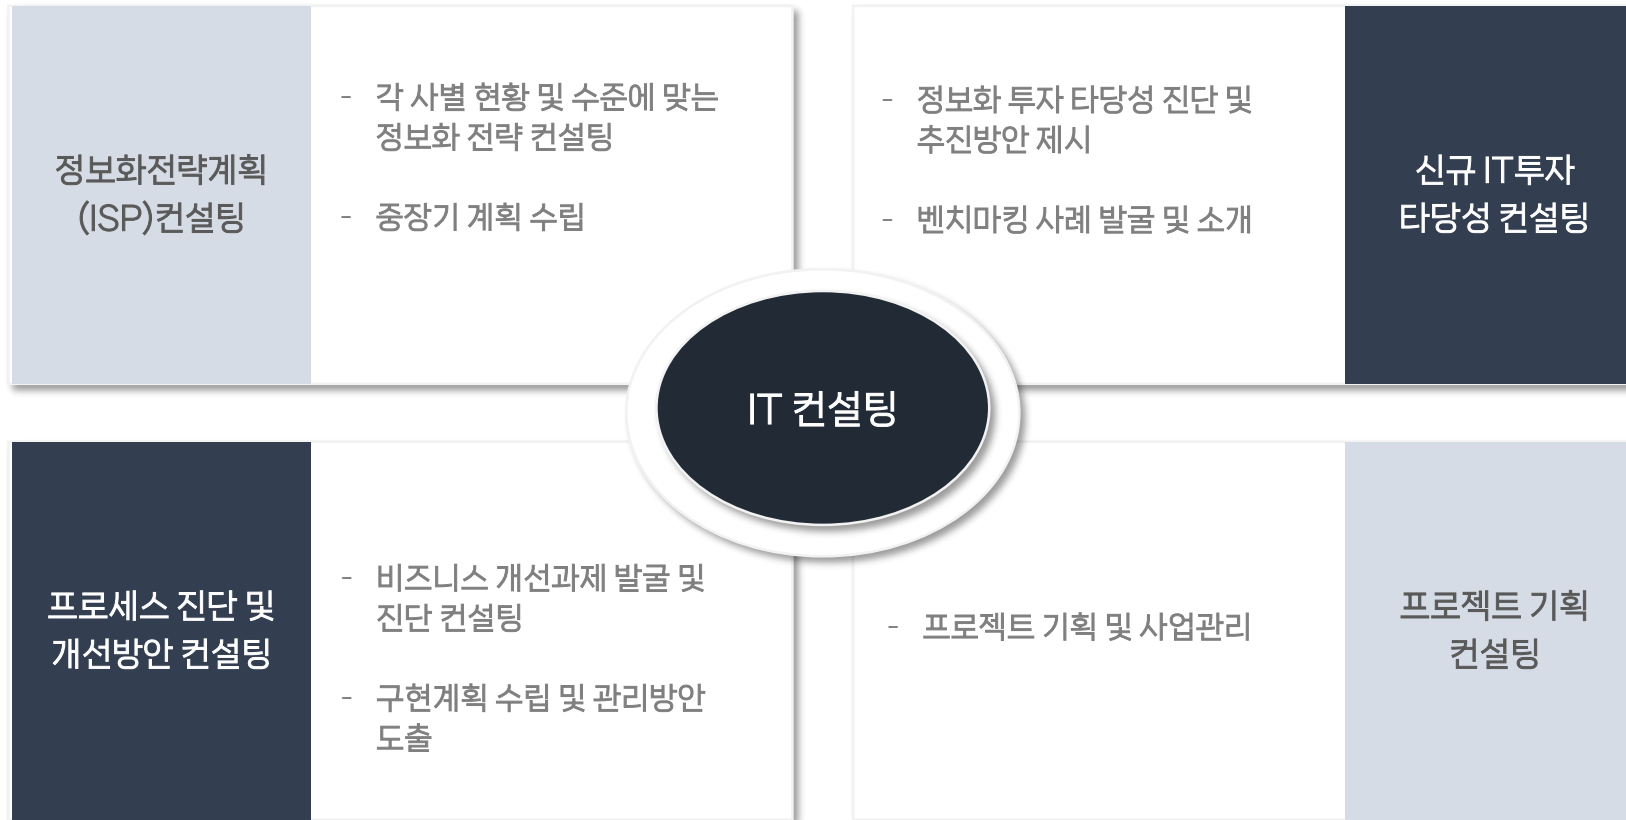 정보화전략계획
(ISP)컨설팅
- 각 사별 현황 및 수준에 맞는
정보화 전략 컨설팅
- 중장기 계획 수립
- 정보화 투자 타당성 진단 및
추진방안 제시
- 벤치마킹 사례 발굴 및 소개
신규 IT투자
타당성 컨설팅
IT 컨설팅
프로세스 진단 및
개선방안 컨설팅
- 비즈니스 개선과제 발굴 및
진단 컨설팅
- 구현계획 수립 및 관리방안
도출
- 프로젝트 기획 및 사업관리
프로젝트 기획
컨설팅